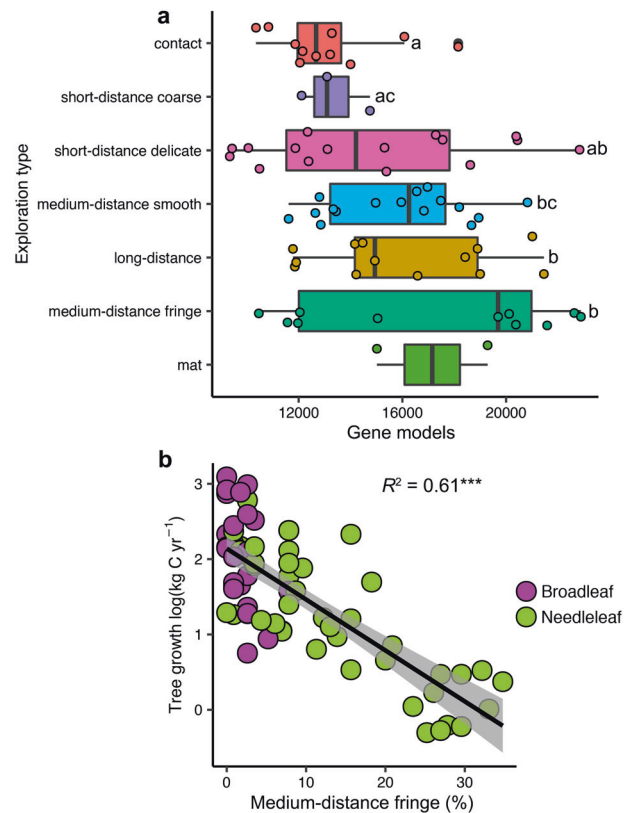 a
contact
a
short-distance coarse
ac
short-distance delicate
ab
medium-distance smooth
bc
long-distance
b
medium-distance fringe
b
mat
Exploration type
12000 16000 20000
Gene models
b
R² = 0.61***
3
2
1
0
Tree growth log(kg C yr⁻¹)
Broadleaf
Needleleaf
0 10 20 30
Medium-distance fringe (%)